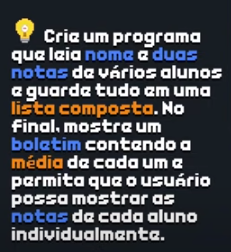 Crie um programa
que leia nome e duas
notas de vários alunos
e guarde tudo em uma
lista composta. No
final, mostre um
boletim contendo a
média de cada um e
permita que o usuário
possa mostrar as
notas de cada aluno
individualmente.